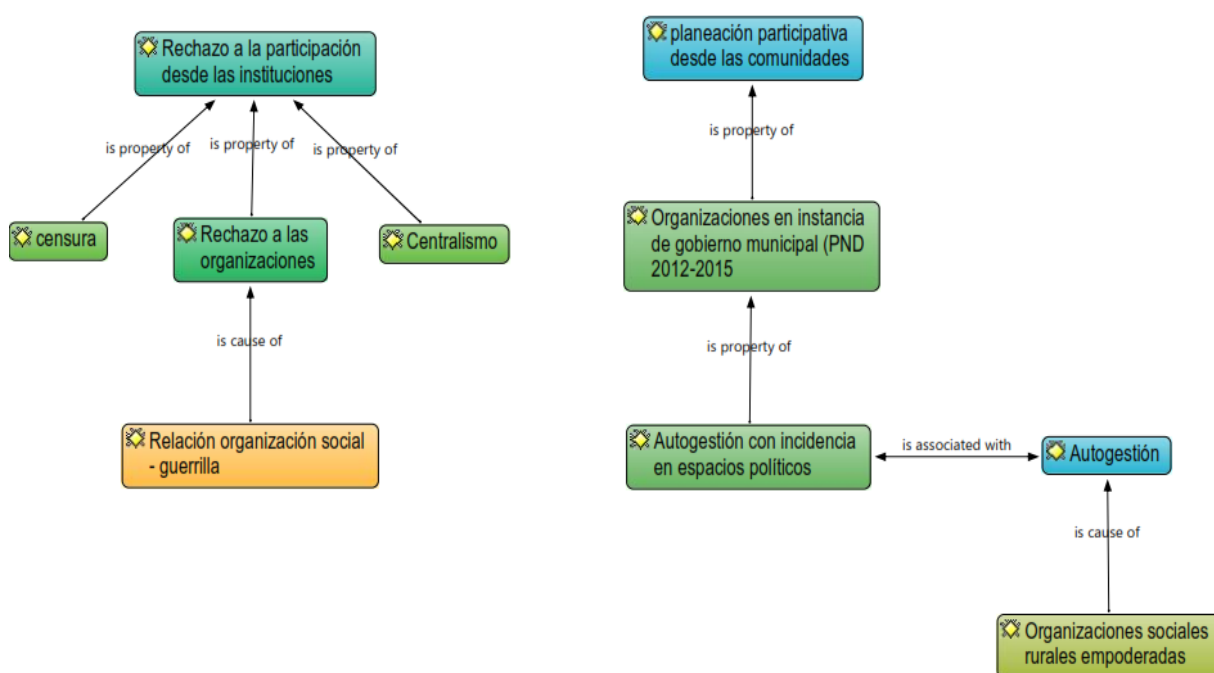 Rechazo a la participación
desde las instituciones
is property of
is property of
is property of
censura
Rechazo a las
organizaciones
Centralismo
is cause of
Relación organización social
- guerrilla
planeación participativa
desde las comunidades
is property of
Organizaciones en instancia
de gobierno municipal (PND
2012-2015
is property of
Autogestión con incidencia
en espacios políticos
is associated with
Autogestión
is cause of
Organizaciones sociales
rurales empoderadas